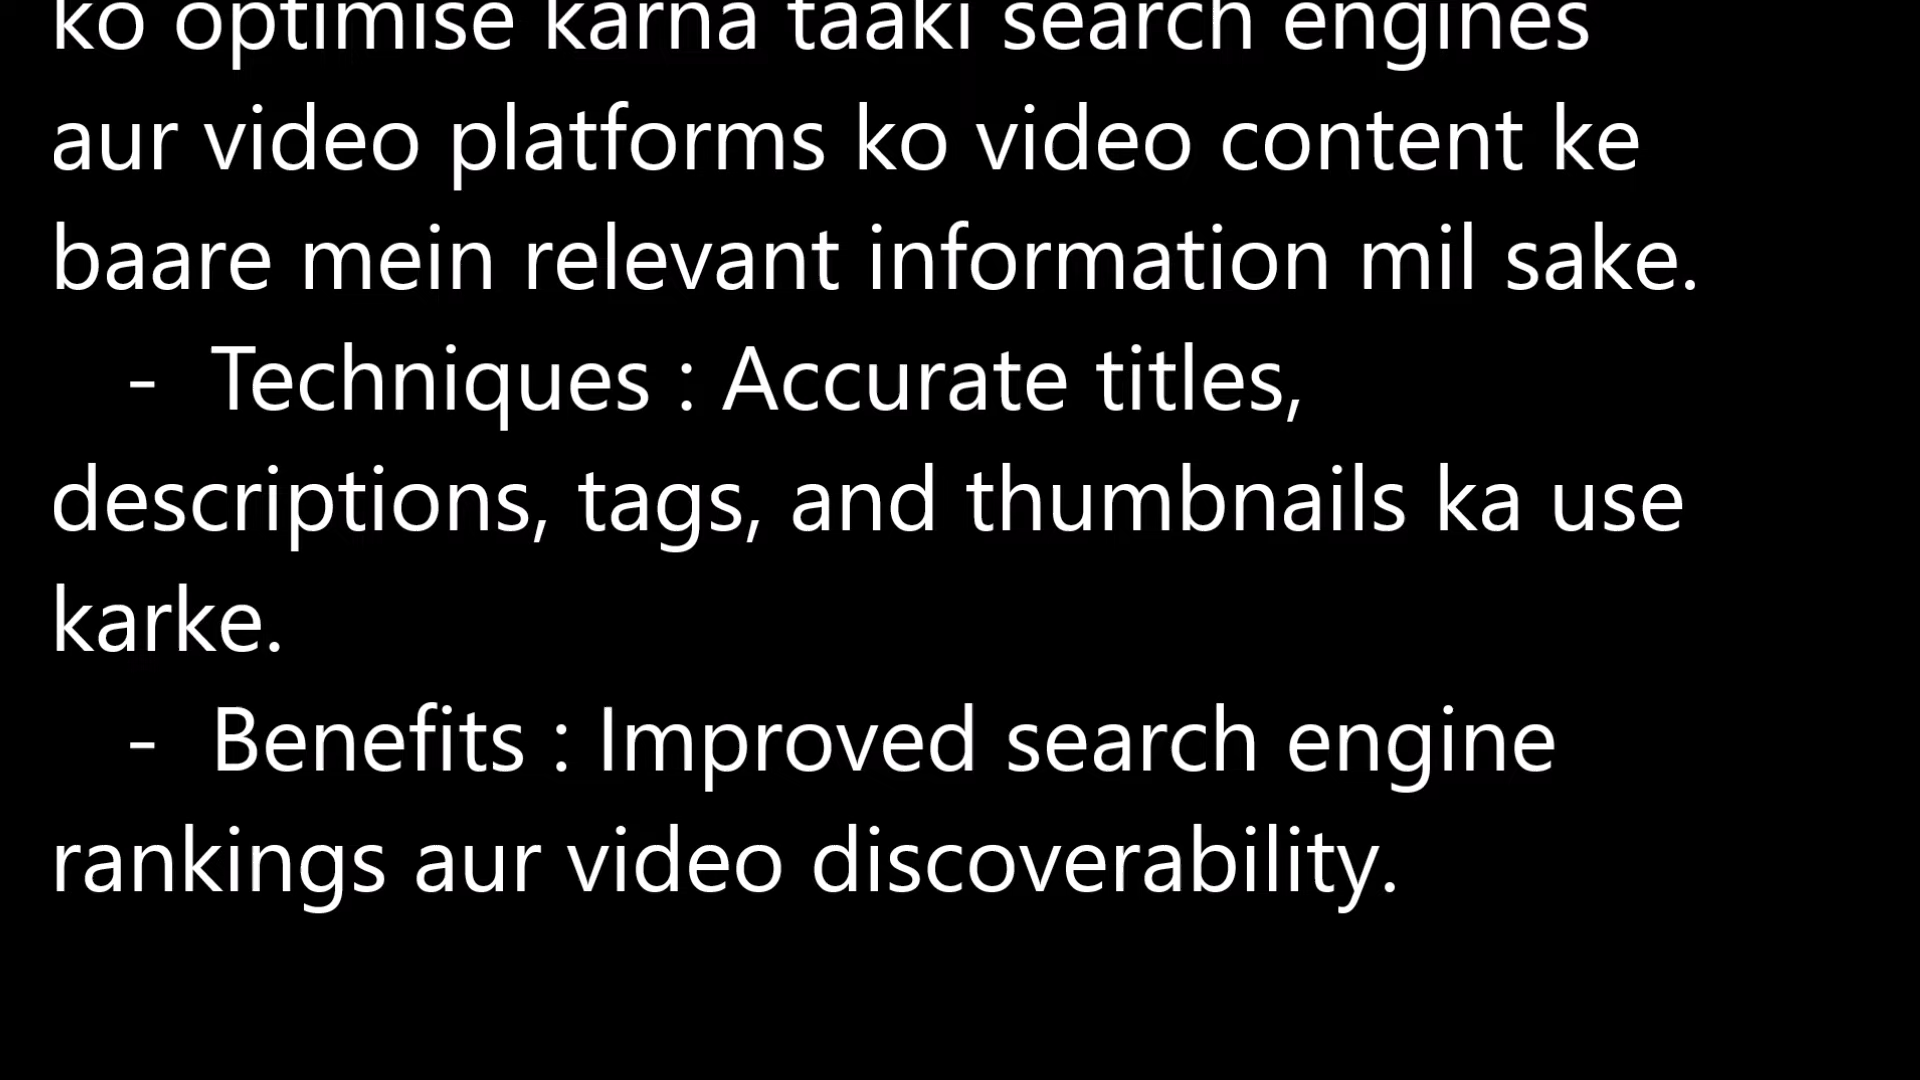 ko optimise karna taaki search engines
aur video platforms ko video content ke
baare mein relevant information mil sake.
- Techniques : Accurate titles,
descriptions, tags, and thumbnails ka use
karke.
- Benefits : Improved search engine
rankings aur video discoverability.